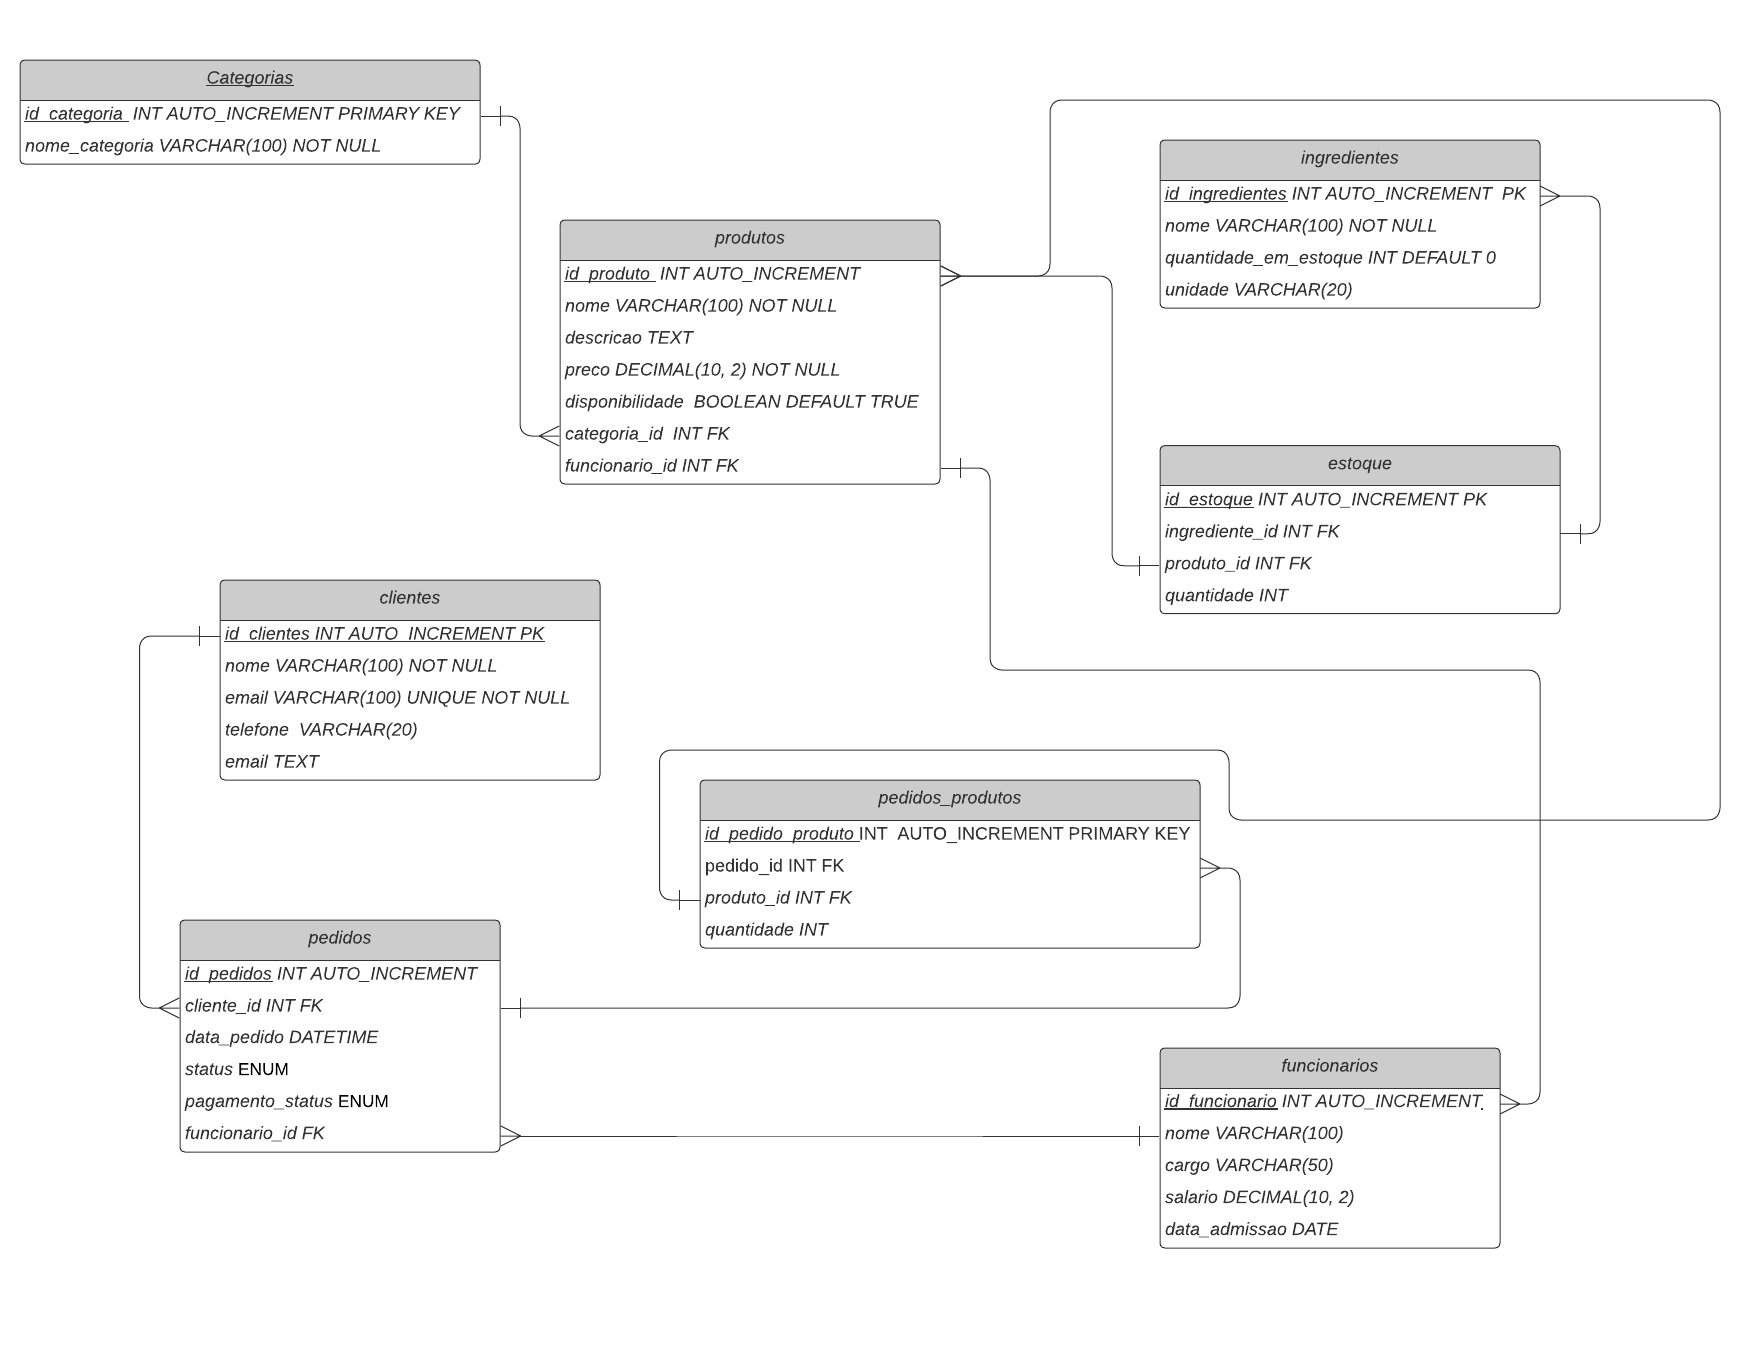 Categorias
id_categoria INT AUTO_INCREMENT PRIMARY KEY
nome_categoria VARCHAR(100) NOT NULL
ingredientes
id_ingredientes INT AUTO_INCREMENT PK
nome VARCHAR(100) NOT NULL
quantidade_em_estoque INT DEFAULT 0
unidade VARCHAR(20)
produtos
id_produto INT AUTO_INCREMENT
nome VARCHAR(100) NOT NULL
descricao TEXT
preco DECIMAL(10, 2) NOT NULL
disponibilidade BOOLEAN DEFAULT TRUE
categoria_id INT FK
funcionario_id INT FK
estoque
id_estoque INT AUTO_INCREMENT PK
ingrediente_id INT FK
produto_id INT FK
quantidade INT
clientes
id_clientes INT AUTO_INCREMENT PK
nome VARCHAR(100) NOT NULL
email VARCHAR(100) UNIQUE NOT NULL
telefone VARCHAR(20)
email TEXT
pedidos_produtos
id_pedido_produto INT AUTO_INCREMENT PRIMARY KEY
pedido_id INT FK
produto_id INT FK
quantidade INT
pedidos
id_pedidos INT AUTO_INCREMENT
cliente_id INT FK
data_pedido DATETIME
status ENUM
pagamento_status ENUM
funcionario_id FK
funcionarios
id_funcionario INT AUTO_INCREMENT
nome VARCHAR(100)
cargo VARCHAR(50)
salario DECIMAL(10, 2)
data_admissao DATE